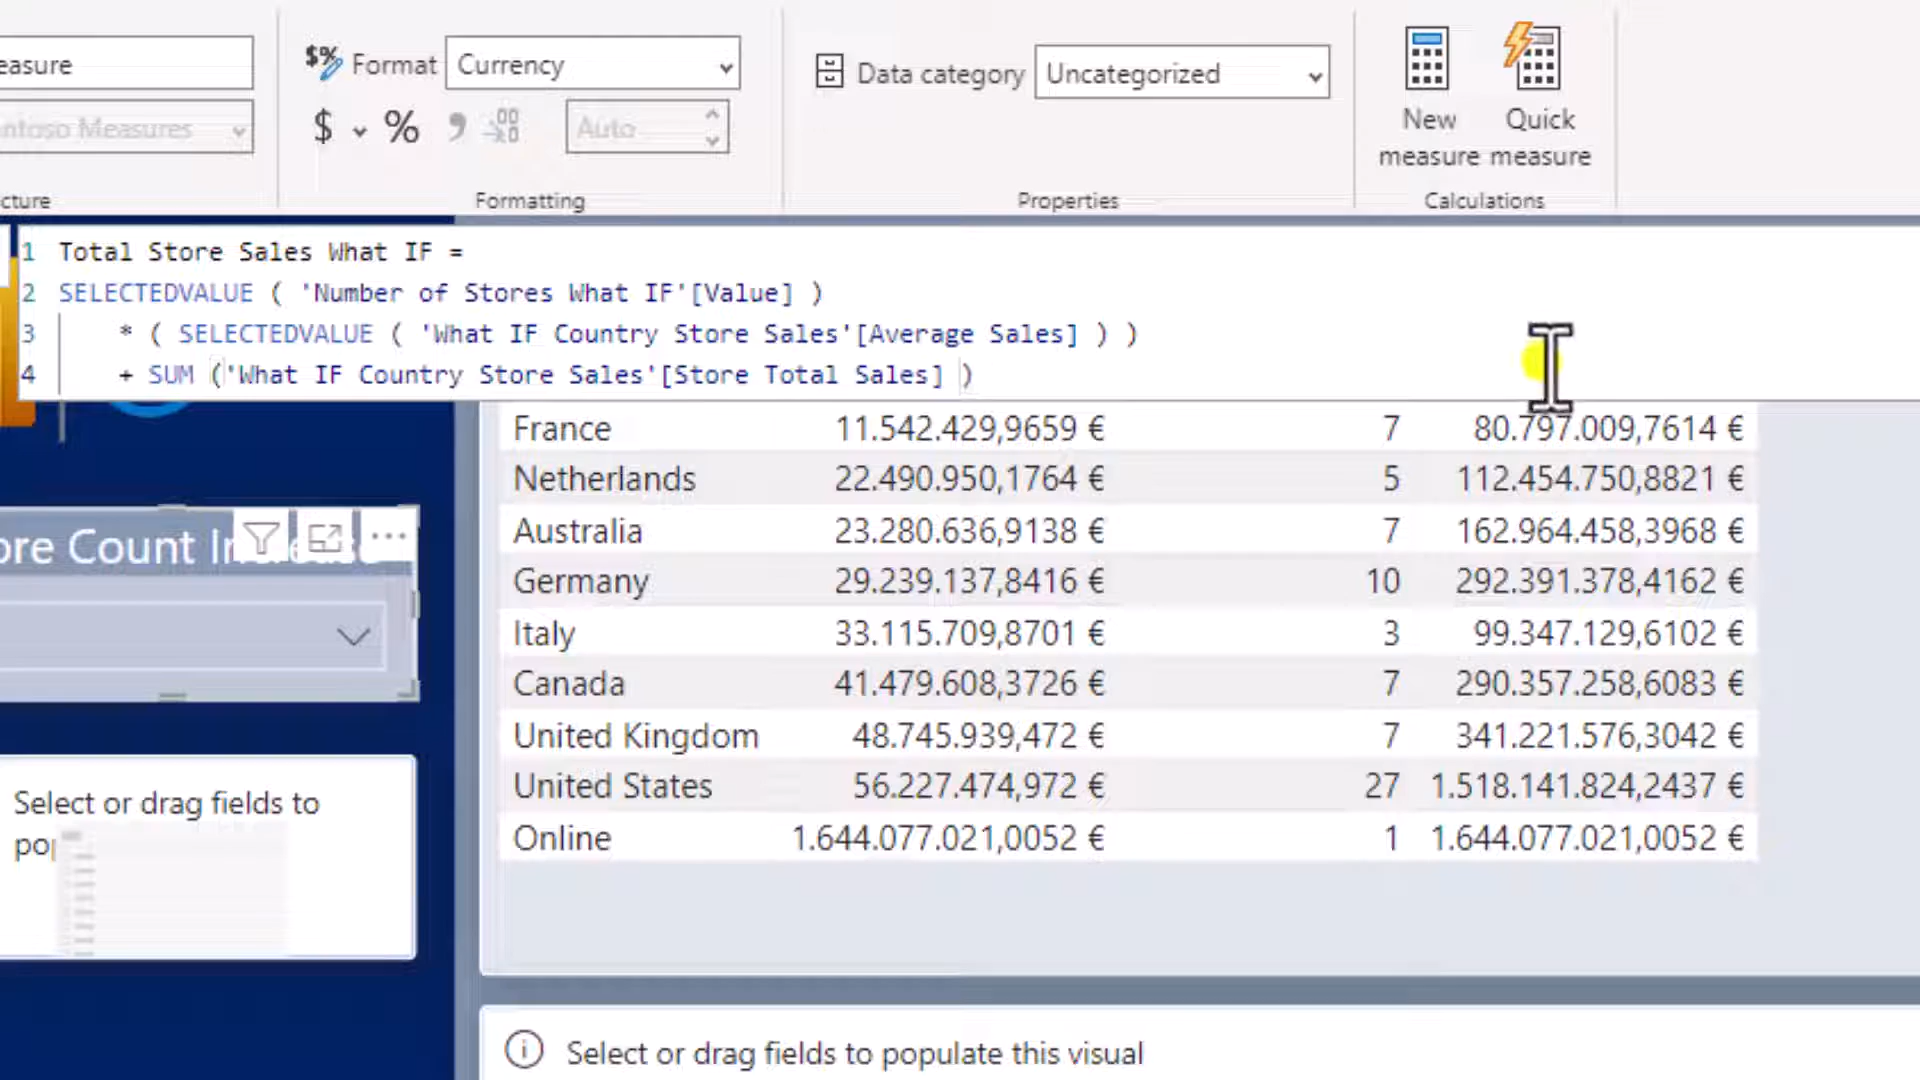 easure
$% Format Currency
Data category Uncategorized
ntoso Measures
$ % Auto
New measure
Quick measure
cture
Formatting
Properties
Calculations
1 Total Store Sales What IF =
2 SELECTEDVALUE ( 'Number of Stores What IF'[Value] )
3 * ( SELECTEDVALUE ( 'What IF Country Store Sales'[Average Sales] ) )
4 + SUM ('What IF Country Store Sales'[Store Total Sales] )
France 11.542.429,9659 € 7 80.797.009,7614 €
Netherlands 22.490.950,1764 € 5 112.454.750,8821 €
Australia 23.280.636,9138 € 7 162.964.458,3968 €
Germany 29.239.137,8416 € 10 292.391.378,4162 €
Italy 33.115.709,8701 € 3 99.347.129,6102 €
Canada 41.479.608,3726 € 7 290.357.258,6083 €
United Kingdom 48.745.939,472 € 7 341.221.576,3042 €
United States 56.227.474,972 € 27 1.518.141.824,2437 €
Online 1.644.077.021,0052 € 1 1.644.077.021,0052 €
ore Count
Select or drag fields to
po
Select or drag fields to populate this visual